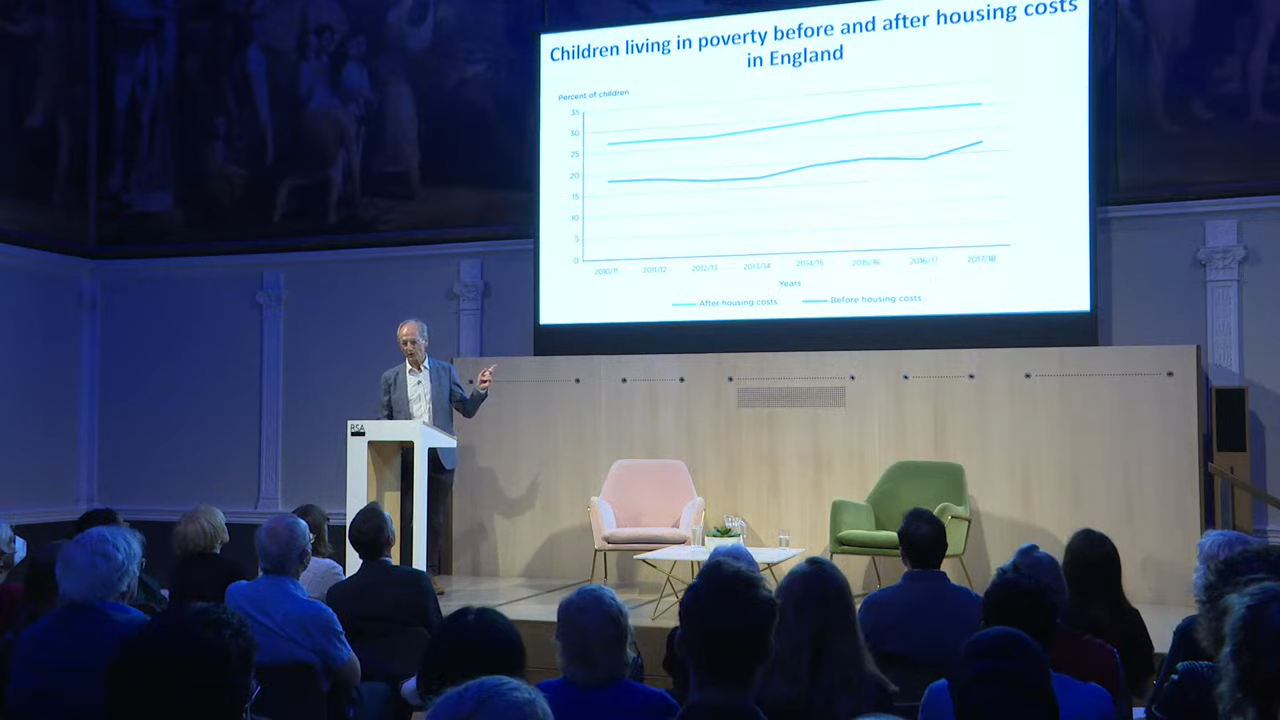 Children living in poverty before and after housing costs
in England
Percent of children
35
30
25
20
15
10
5
0
2010/11 2011/12 2012/13 2013/14 2014/15 2015/16 2016/17 2017/18
Years
After housing costs Before housing costs
RSA